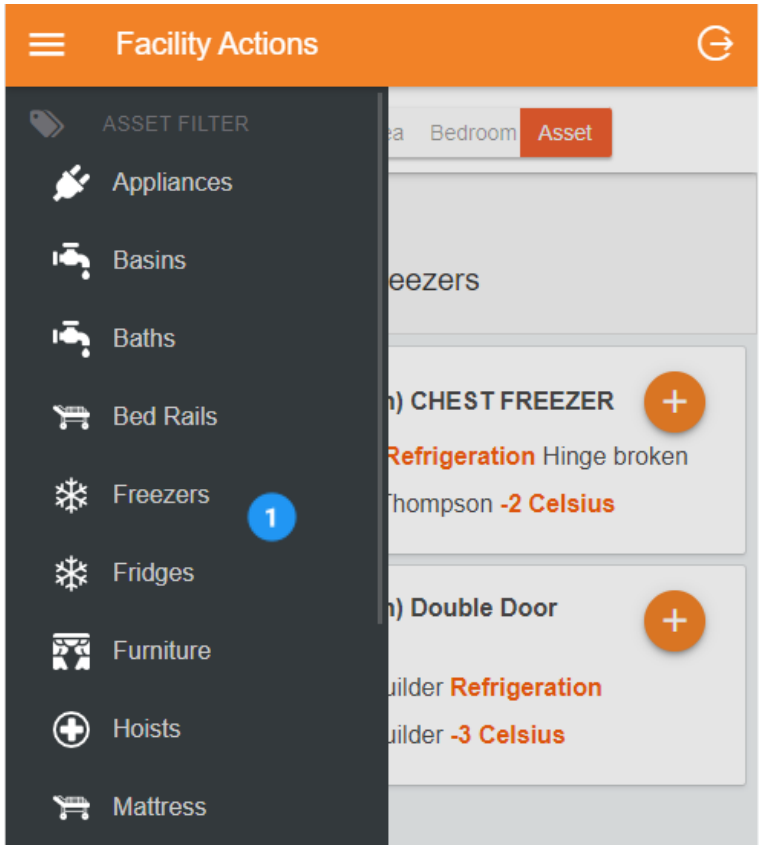 Facility Actions
ASSET FILTER
ea Bedroom Asset
Appliances
Basins
eezers
Baths
n) CHEST FREEZER
Bed Rails
Refrigeration Hinge broken
Freezers
1
Thompson -2 Celsius
Fridges
n) Double Door
Furniture
uilder Refrigeration
Hoists
uilder -3 Celsius
Mattress